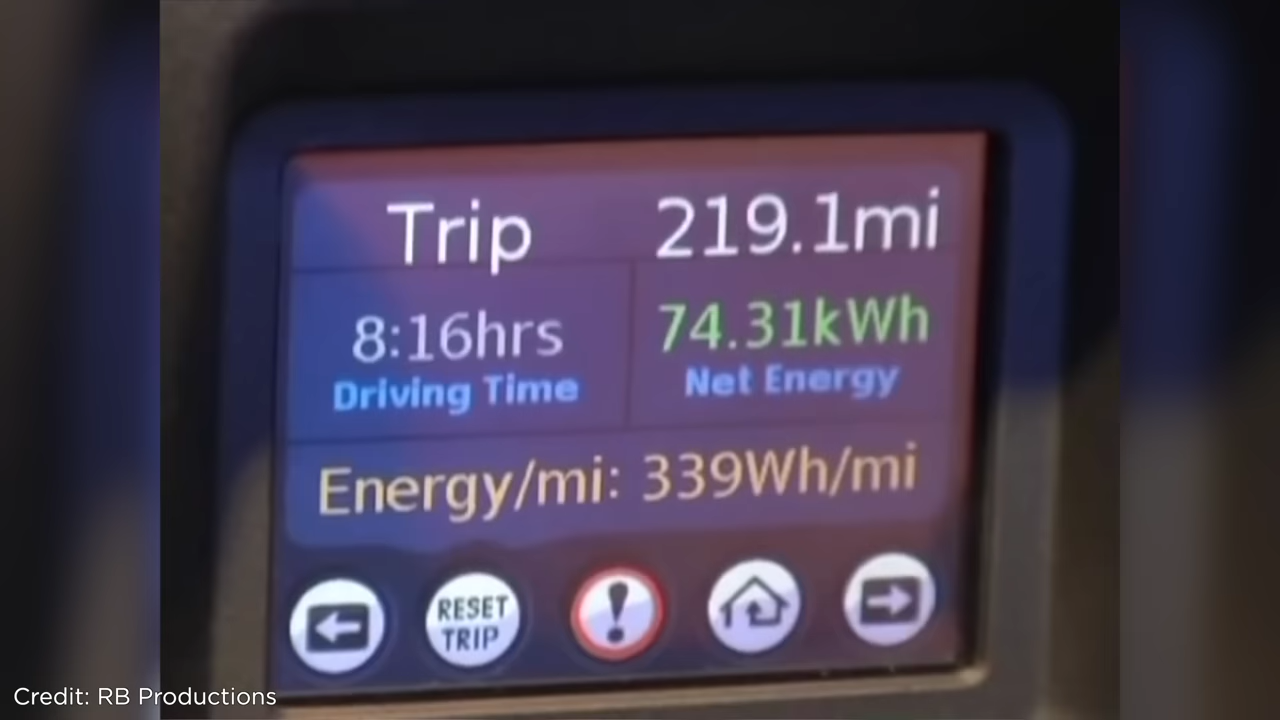 Trip 219.1mi
8:16hrs 74.31kWh
Driving Time Net Energy
Energy/mi: 339Wh/mi
RESET
TRIP
!
Credit: RB Productions